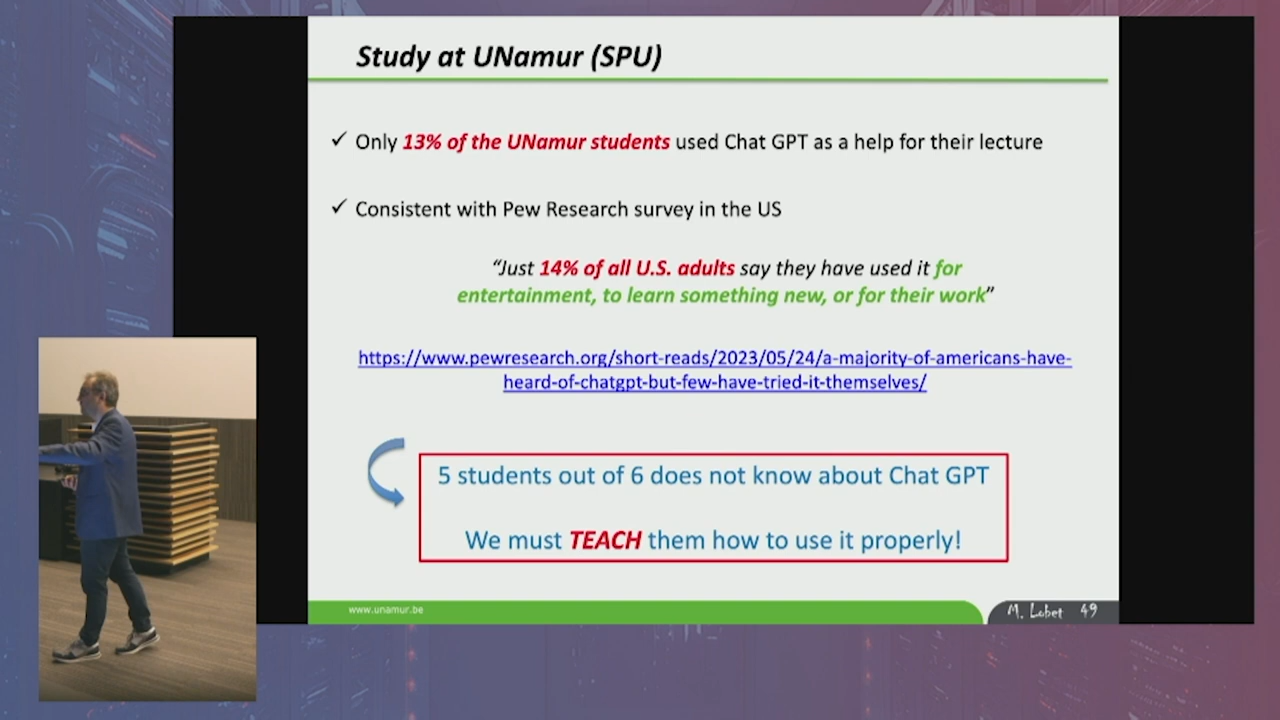 Study at UNamur (SPU)
✓ Only 13% of the UNamur students used Chat GPT as a help for their lecture
✓ Consistent with Pew Research survey in the US
“Just 14% of all U.S. adults say they have used it for
entertainment, to learn something new, or for their work”
https://www.pewresearch.org/short-reads/2023/05/24/a-majority-of-americans-have-
heard-of-chatgpt-but-few-have-tried-it-themselves/
5 students out of 6 does not know about Chat GPT
We must TEACH them how to use it properly!
www.unamur.be
M. Lobet 49